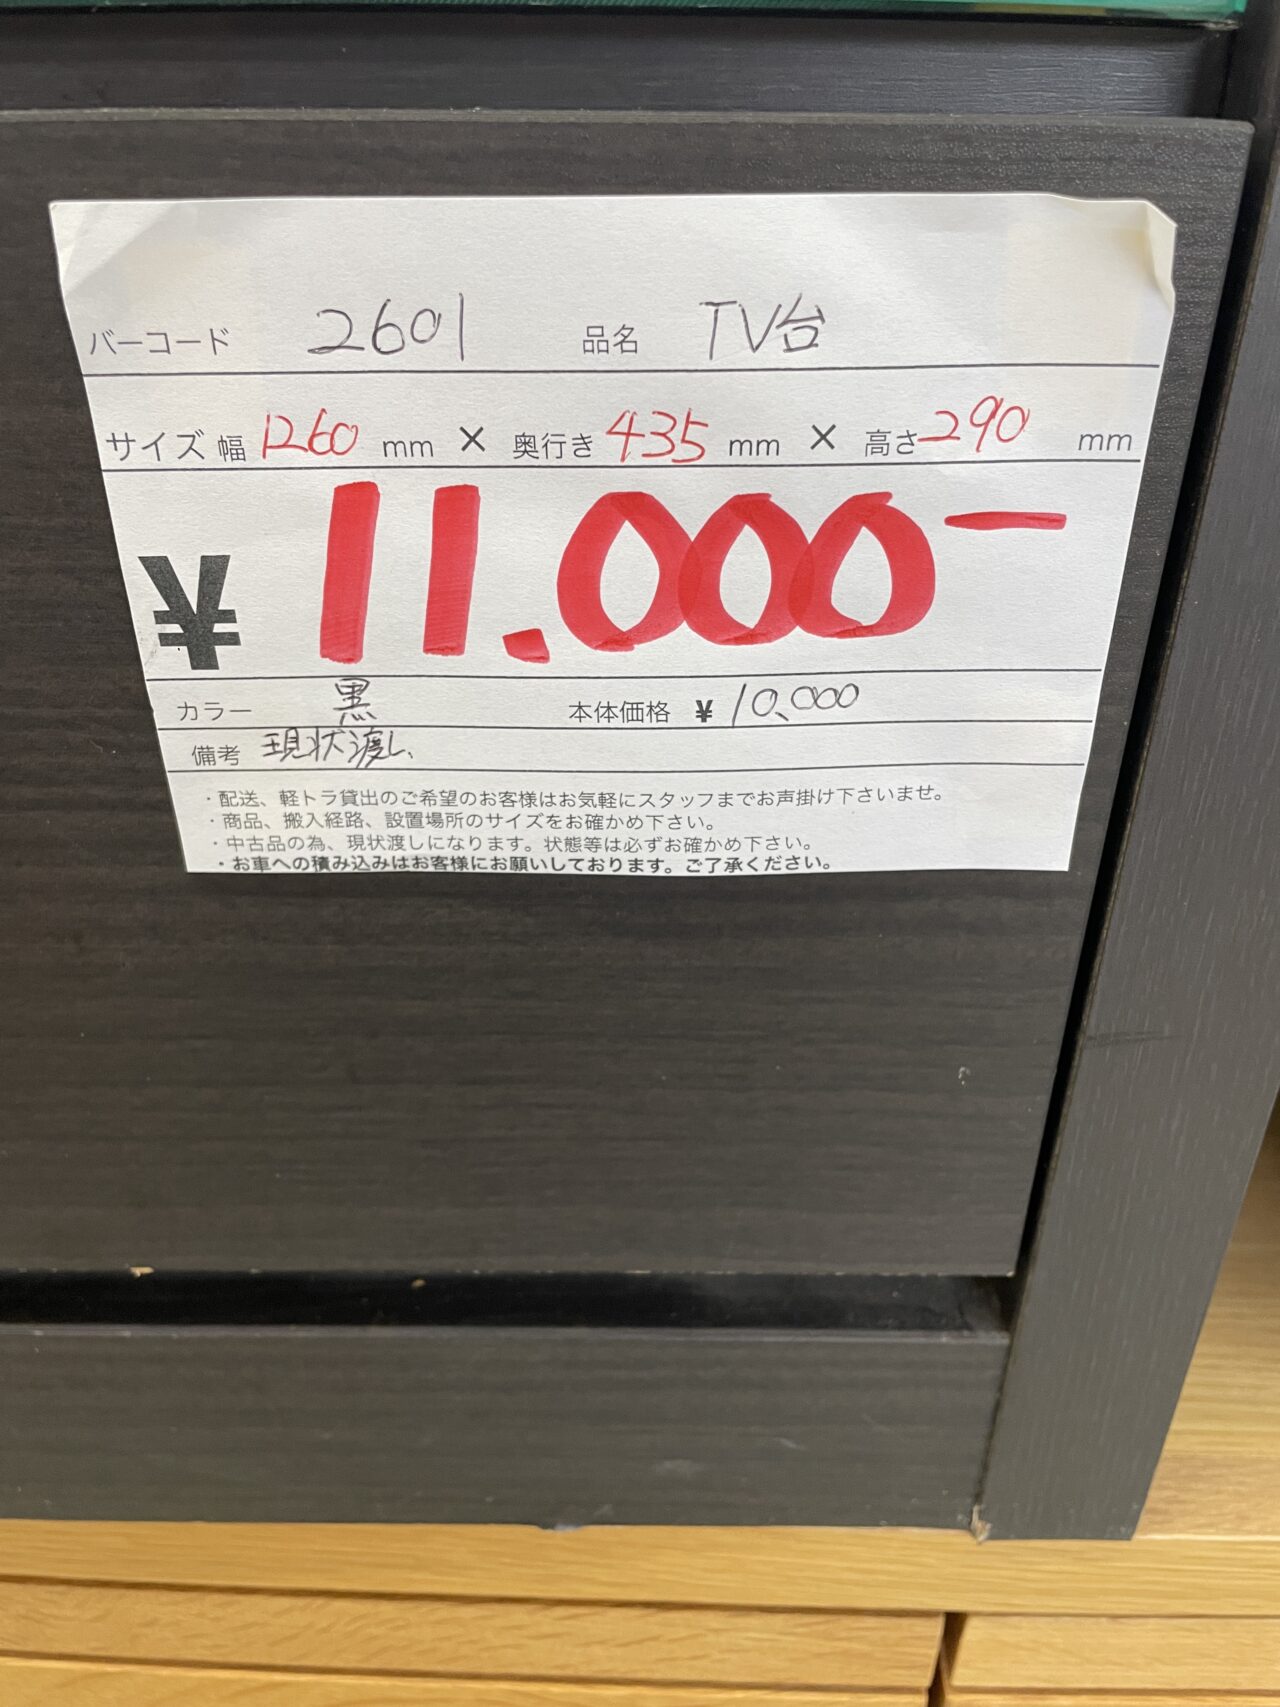 バーコード 2601 品名 TV台
サイズ 幅 1260 mm × 奥行き 435 mm × 高さ 290 mm
¥ 11.000-
カラー 黒 本体価格 ¥ 10,000
備考 現状渡し、
・配送、軽トラ貸出のご希望のお客様はお気軽にスタッフまでお声掛け下さいませ。
・商品、搬入経路、設置場所のサイズをお確かめ下さい。
・中古品の為、現状渡しになります。状態等は必ずお確かめ下さい。
・お車への積み込みはお客様にお願いしております。ご了承ください。